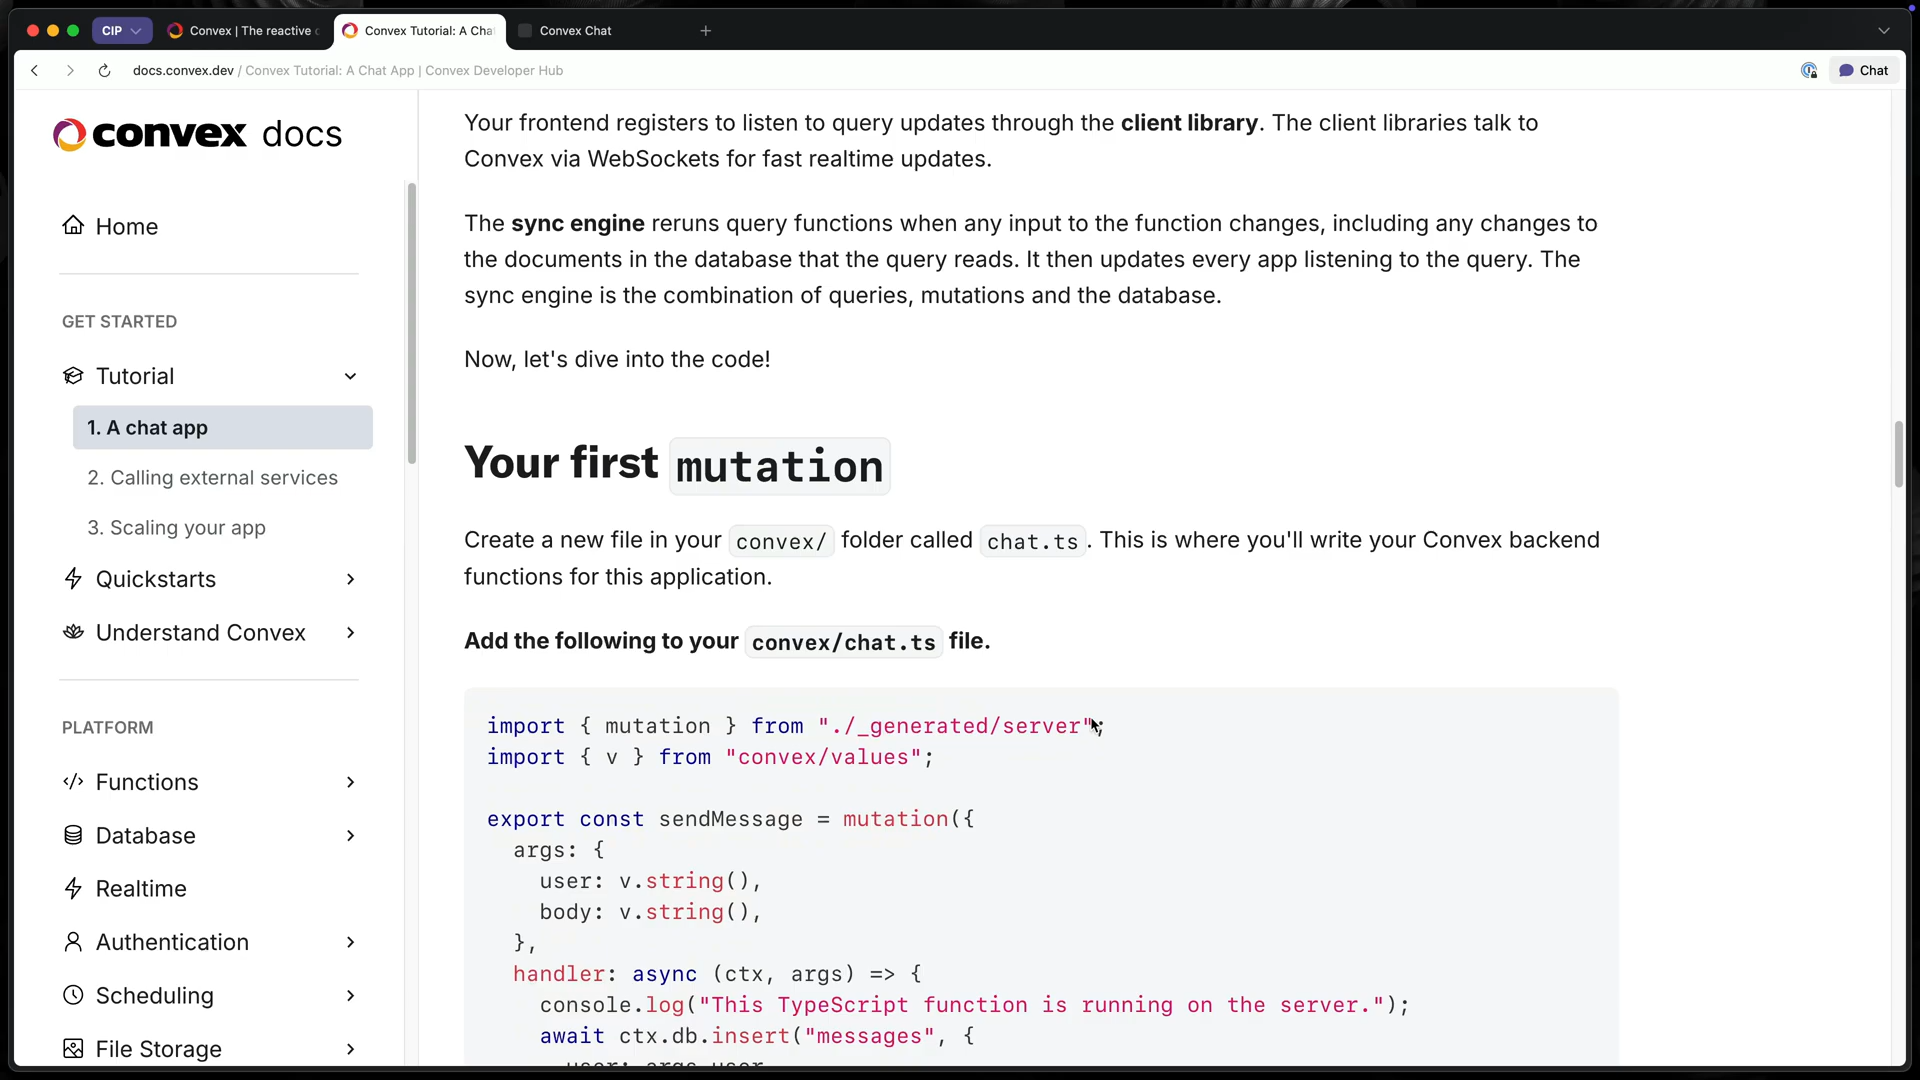 CIP
Convex | The reactive
Convex Tutorial: A Cha
Convex Chat
docs.convex.dev / Convex Tutorial: A Chat App | Convex Developer Hub
Chat
convex docs
Home
GET STARTED
Tutorial
1. A chat app
2. Calling external services
3. Scaling your app
Quickstarts
Understand Convex
PLATFORM
Functions
Database
Realtime
Authentication
Scheduling
File Storage
Your frontend registers to listen to query updates through the client library. The client libraries talk to
Convex via WebSockets for fast realtime updates.
The sync engine reruns query functions when any input to the function changes, including any changes to
the documents in the database that the query reads. It then updates every app listening to the query. The
sync engine is the combination of queries, mutations and the database.
Now, let's dive into the code!
Your first mutation
Create a new file in your convex/ folder called chat.ts. This is where you'll write your Convex backend
functions for this application.
Add the following to your convex/chat.ts file.
import { mutation } from "./_generated/server";
import { v } from "convex/values";
export const sendMessage = mutation({
args: {
user: v.string(),
body: v.string(),
},
handler: async (ctx, args) => {
console.log("This TypeScript function is running on the server.");
await ctx.db.insert("messages", {